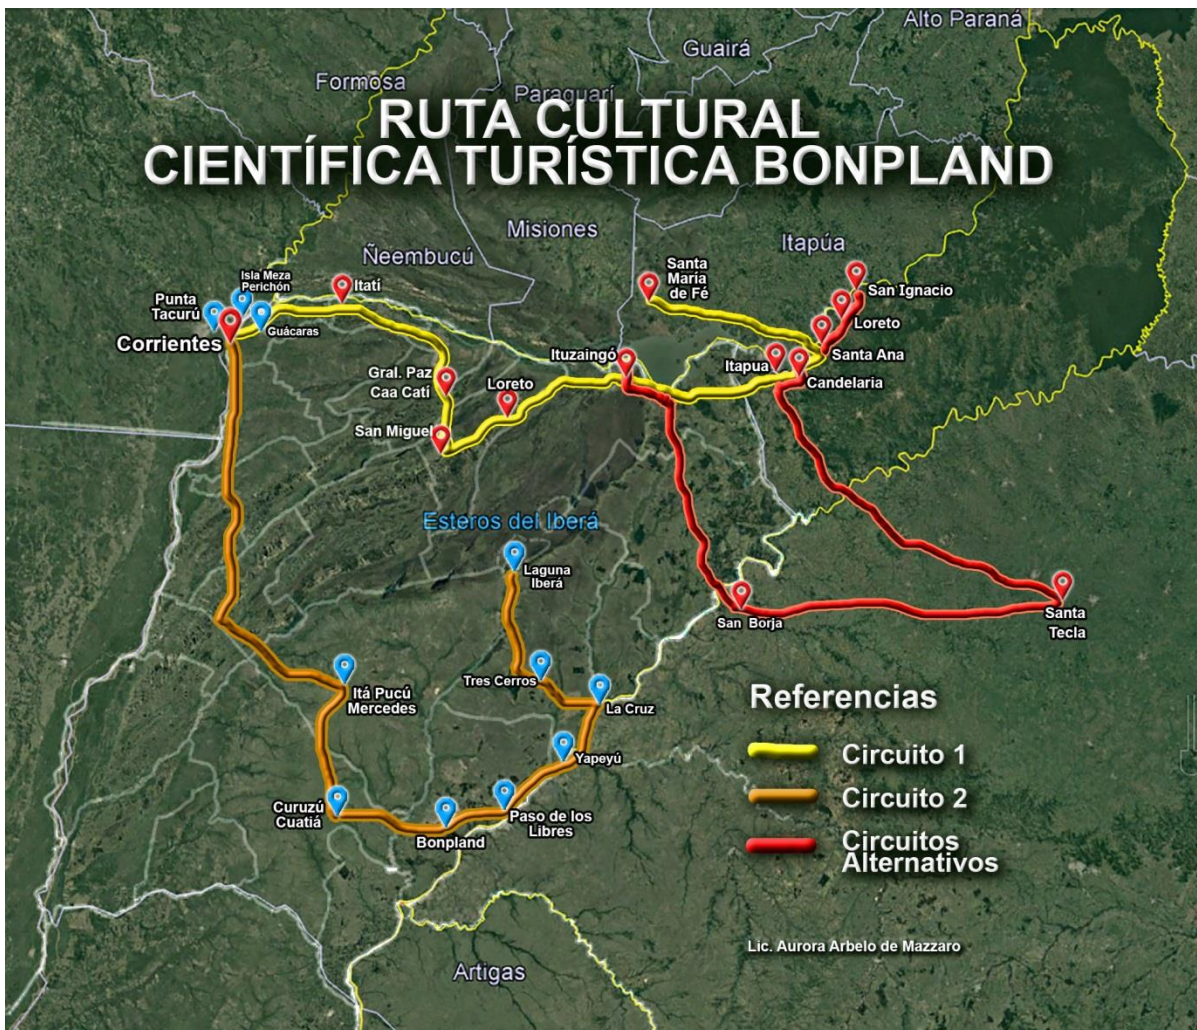 Alto Paraná
Guairá
Formosa
Paraguarí
RUTA CULTURAL
CIENTÍFICA TURÍSTICA BONPLAND
Misiones
Itapúa
Ñeembucú
Santa
María
de Fé
Isla Meza
Perichón
Itatí
San Ignacio
Punta
Tacurú
Guácaras
Loreto
Corrientes
Ituzaingó
Santa Ana
Itapua
Gral. Paz
Caa Catí
Loreto
Candelaria
San Miguel
Esteros del Iberá
Laguna
Iberá
San Borja
Santa
Tecla
Tres Cerros
Itá Pucú
Mercedes
La Cruz
Referencias
Yapeyú
Circuito 1
Circuito 2
Curuzú
Cuatiá
Paso de los
Libres
Bonpland
Circuitos
Alternativos
Lic. Aurora Arbelo de Mazzaro
Artigas